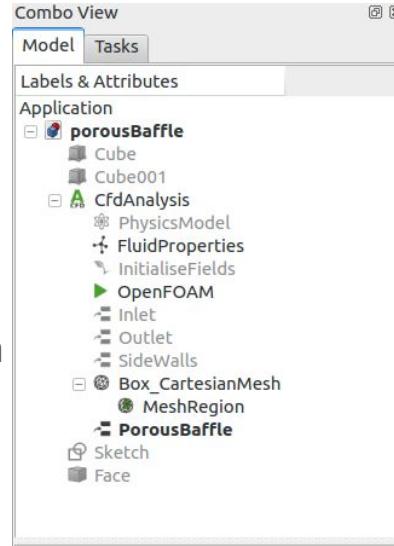 Combo View
Model Tasks
Labels & Attributes
Application
porousBaffle
Cube
Cube001
CfdAnalysis
PhysicsModel
FluidProperties
InitialiseFields
OpenFOAM
Inlet
Outlet
SideWalls
Box_CartesianMesh
MeshRegion
PorousBaffle
Sketch
Face